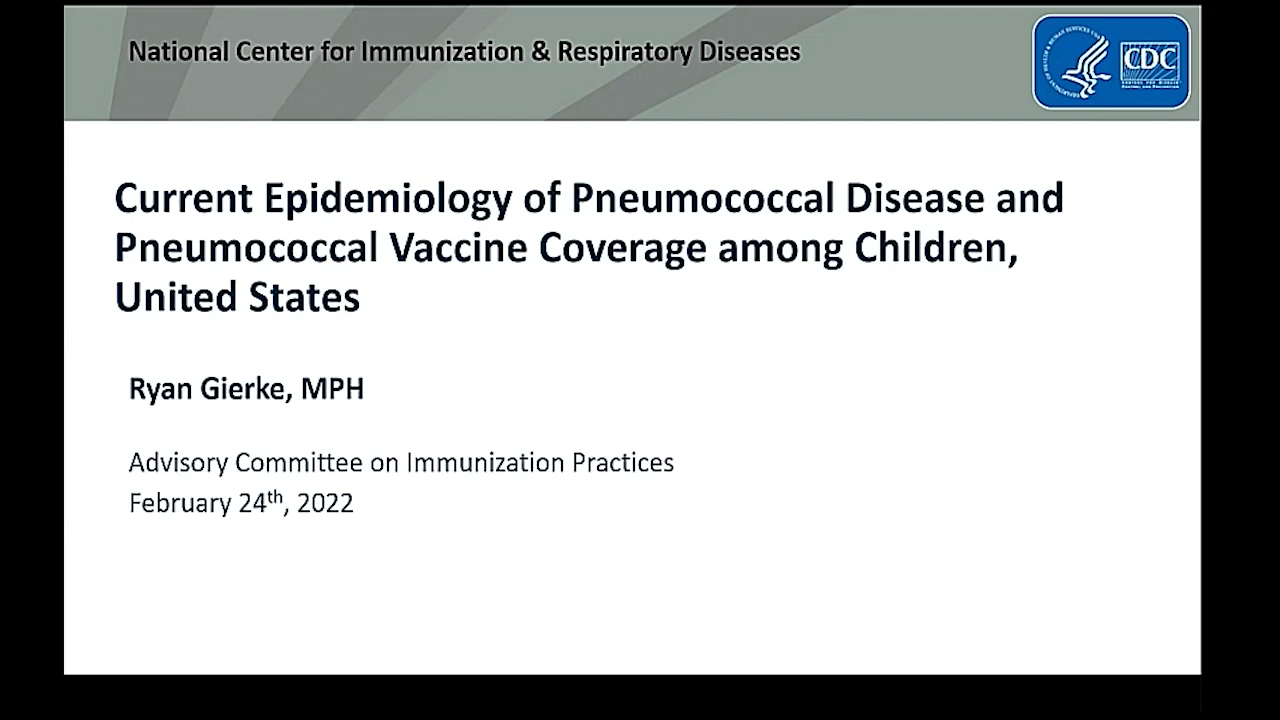 National Center for Immunization & Respiratory Diseases
CDC
Current Epidemiology of Pneumococcal Disease and
Pneumococcal Vaccine Coverage among Children,
United States
Ryan Gierke, MPH
Advisory Committee on Immunization Practices
February 24th, 2022